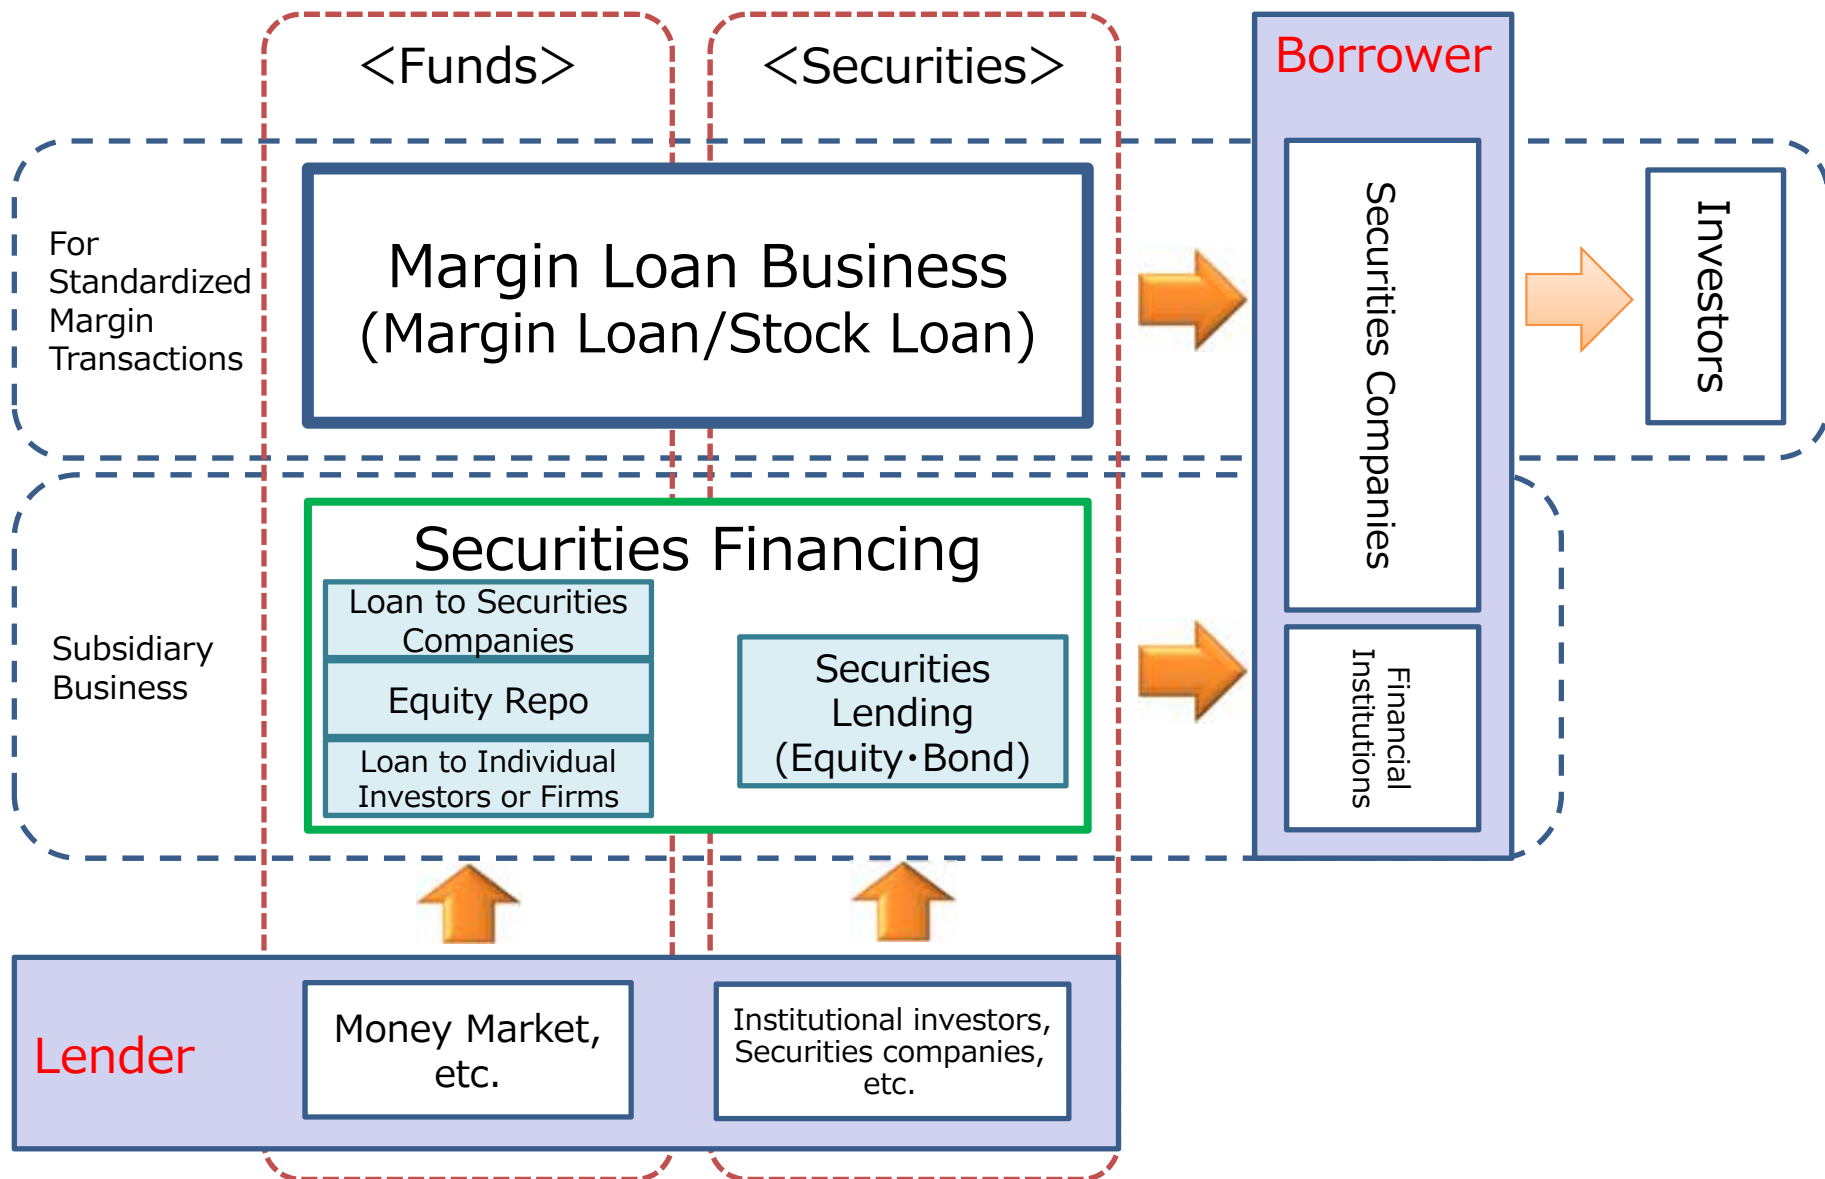 <Funds>
<Securities>
Borrower
For
Standardized
Margin
Transactions
Margin Loan Business
(Margin Loan/Stock Loan)
Securities Companies
Investors
Subsidiary
Business
Securities Financing
Loan to Securities
Companies
Equity Repo
Loan to Individual
Investors or Firms
Securities
Lending
(Equity・Bond)
Financial
Institutions
Lender
Money Market,
etc.
Institutional investors,
Securities companies,
etc.